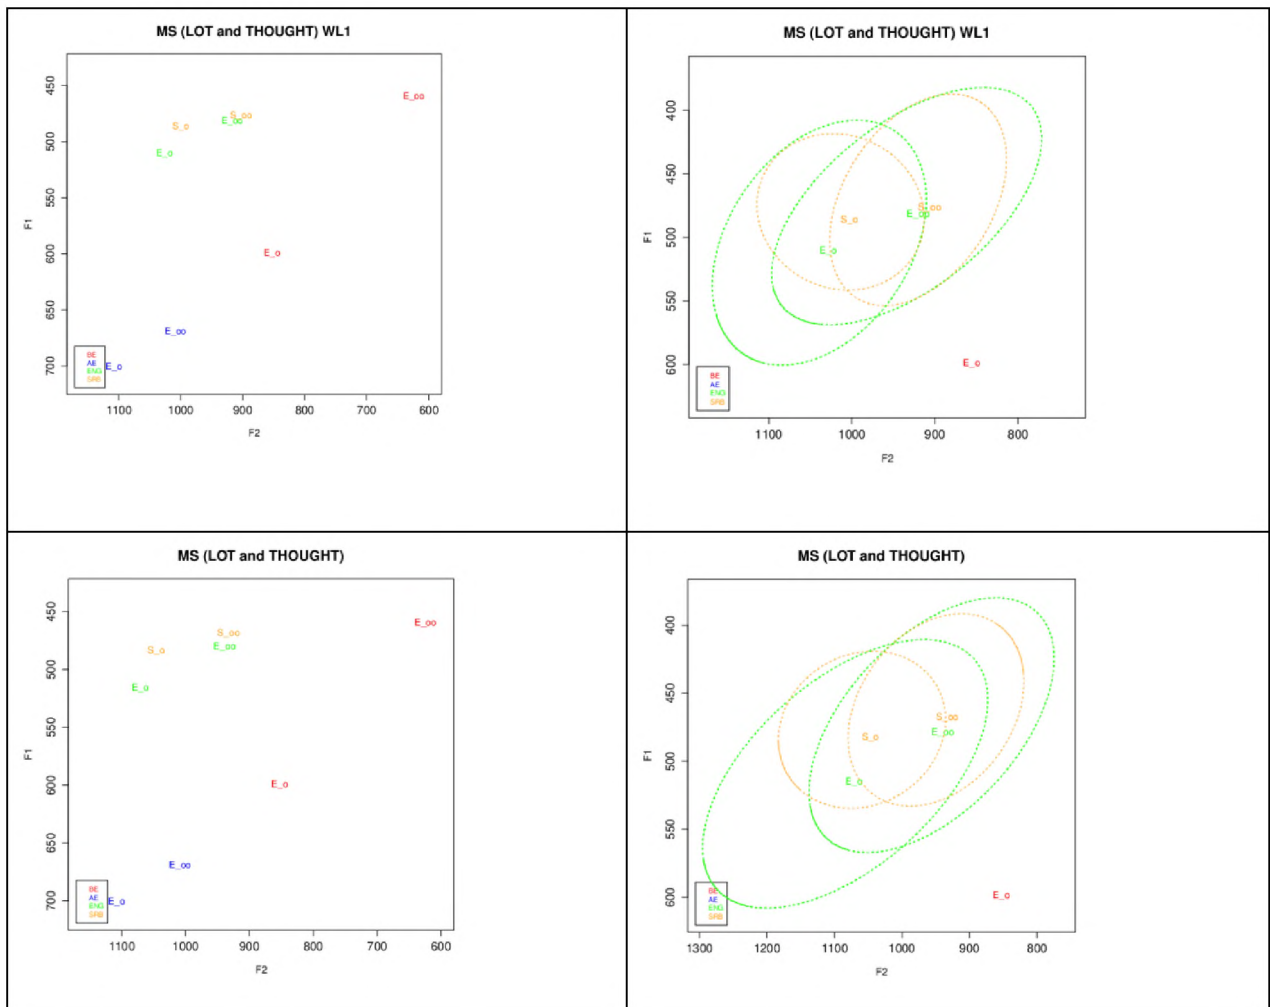 MS (LOT and THOUGHT) WL1
450
500
550
600
650
700
F1
E_oo
S_oo
E_oo
S_o
E_o
E_o
E_oo
E_o
BE
AE
ENG
SRB
1100 1000 900 800 700 600
F2
MS (LOT and THOUGHT) WL1
400
450
500
550
600
F1
S_oo
E_oo
S_o
E_o
E_o
BE
AE
ENG
SRB
1100 1000 900 800
F2
MS (LOT and THOUGHT)
450
500
550
600
650
700
F1
E_oo
S_oo
E_oo
S_o
E_o
E_o
E_oo
E_o
BE
AE
ENG
SRB
1100 1000 900 800 700 600
F2
MS (LOT and THOUGHT)
400
450
500
550
600
F1
S_oo
E_oo
S_o
E_o
E_o
BE
AE
ENG
SRB
1300 1200 1100 1000 900 800
F2